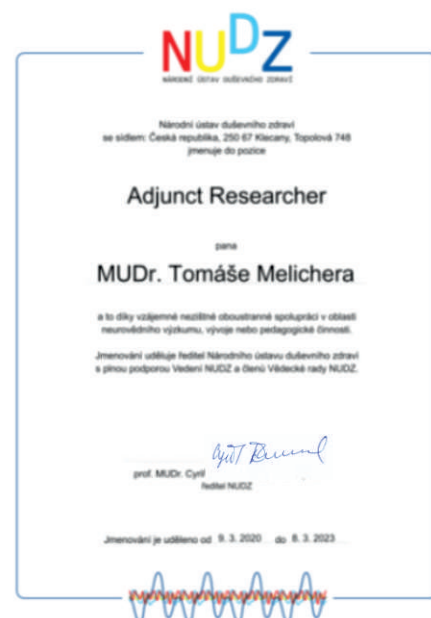 NUDZ
NÁRODNÍ ÚSTAV DUŠEVNÍHO ZDRAVÍ
Národní ústav duševního zdraví
se sídlem: Česká republika, 250 67 Klecany, Topolová 748
jmenuje do pozice
Adjunct Researcher
pana
MUDr. Tomáše Melichera
a to díky vzájemné nezištné oboustranné spolupráci v oblasti
neurovědního výzkumu, vývoje nebo pedagogické činnosti.
Jmenování uděluje ředitel Národního ústavu duševního zdraví
s plnou podporou Vedení NUDZ a členů Vědecké rady NUDZ.
prof. MUDr. Cyril
ředitel NUDZ
Jmenování je uděleno od 9. 3. 2020 do 8. 3. 2023